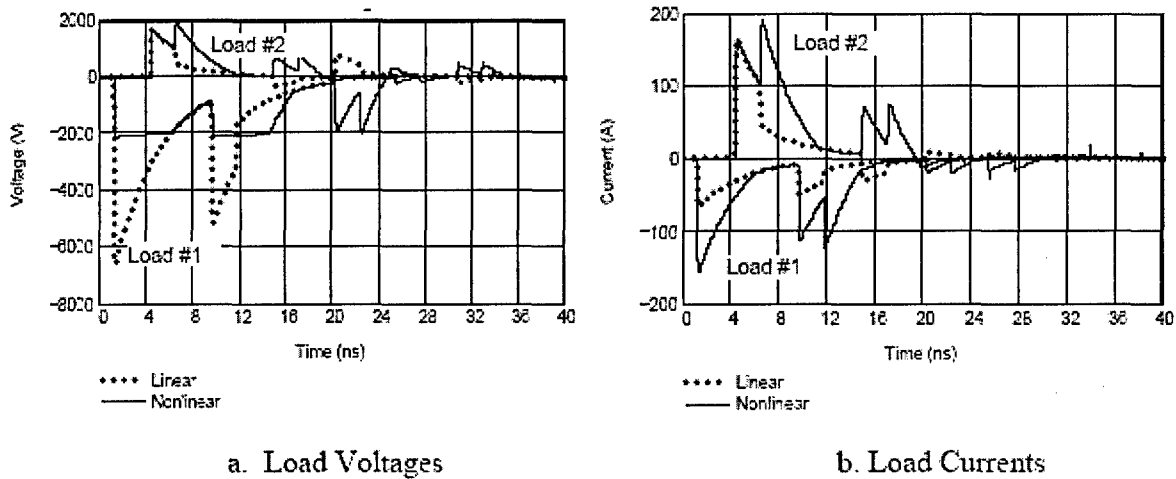 2000
0
-2000
-4000
-6000
-8000
Voltage (V)
Load #2
Load #1
0 4 8 12 16 20 24 28 32 36 40
Time (ns)
Linear
Nonlinear
a. Load Voltages
200
100
0
-100
-200
Current (A)
Load #2
Load #1
0 4 8 12 16 20 24 28 32 36 40
Time (ns)
Linear
Nonlinear
b. Load Currents